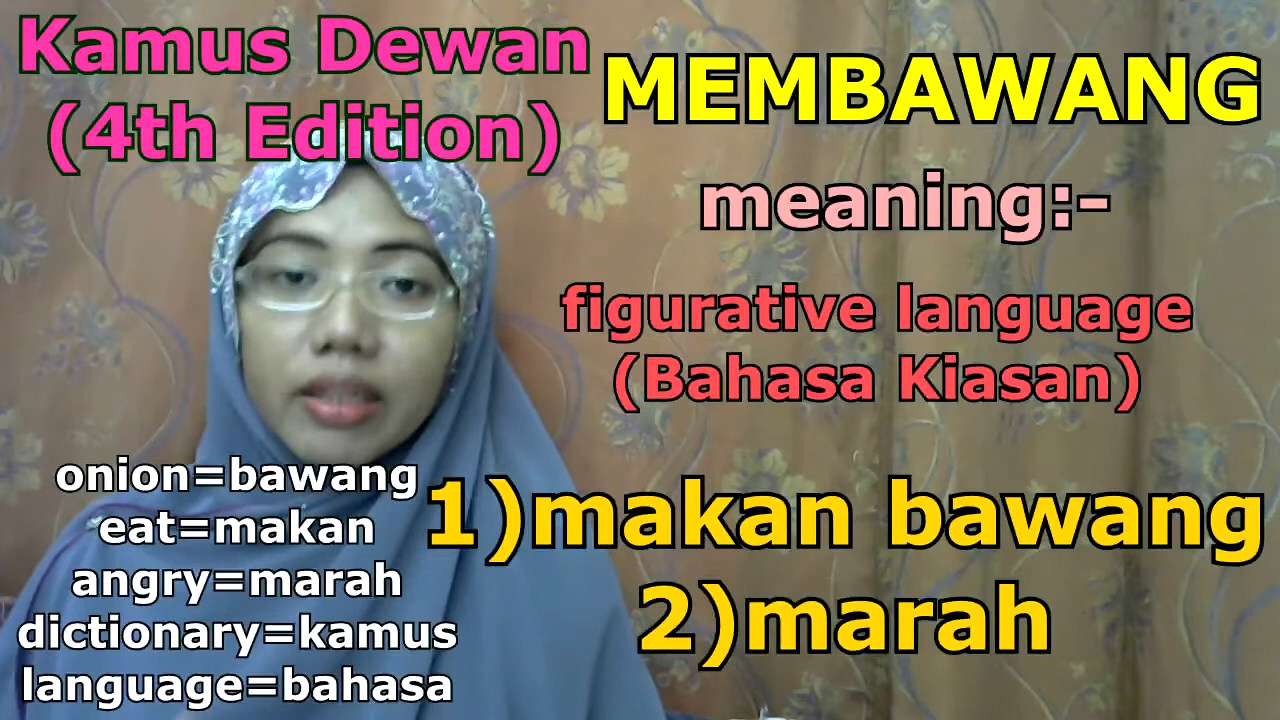 Kamus Dewan
(4th Edition)
MEMBAWANG
meaning:-
figurative language
(Bahasa Kiasan)
1)makan bawang
2)marah
onion=bawang
eat=makan
angry=marah
dictionary=kamus
language=bahasa